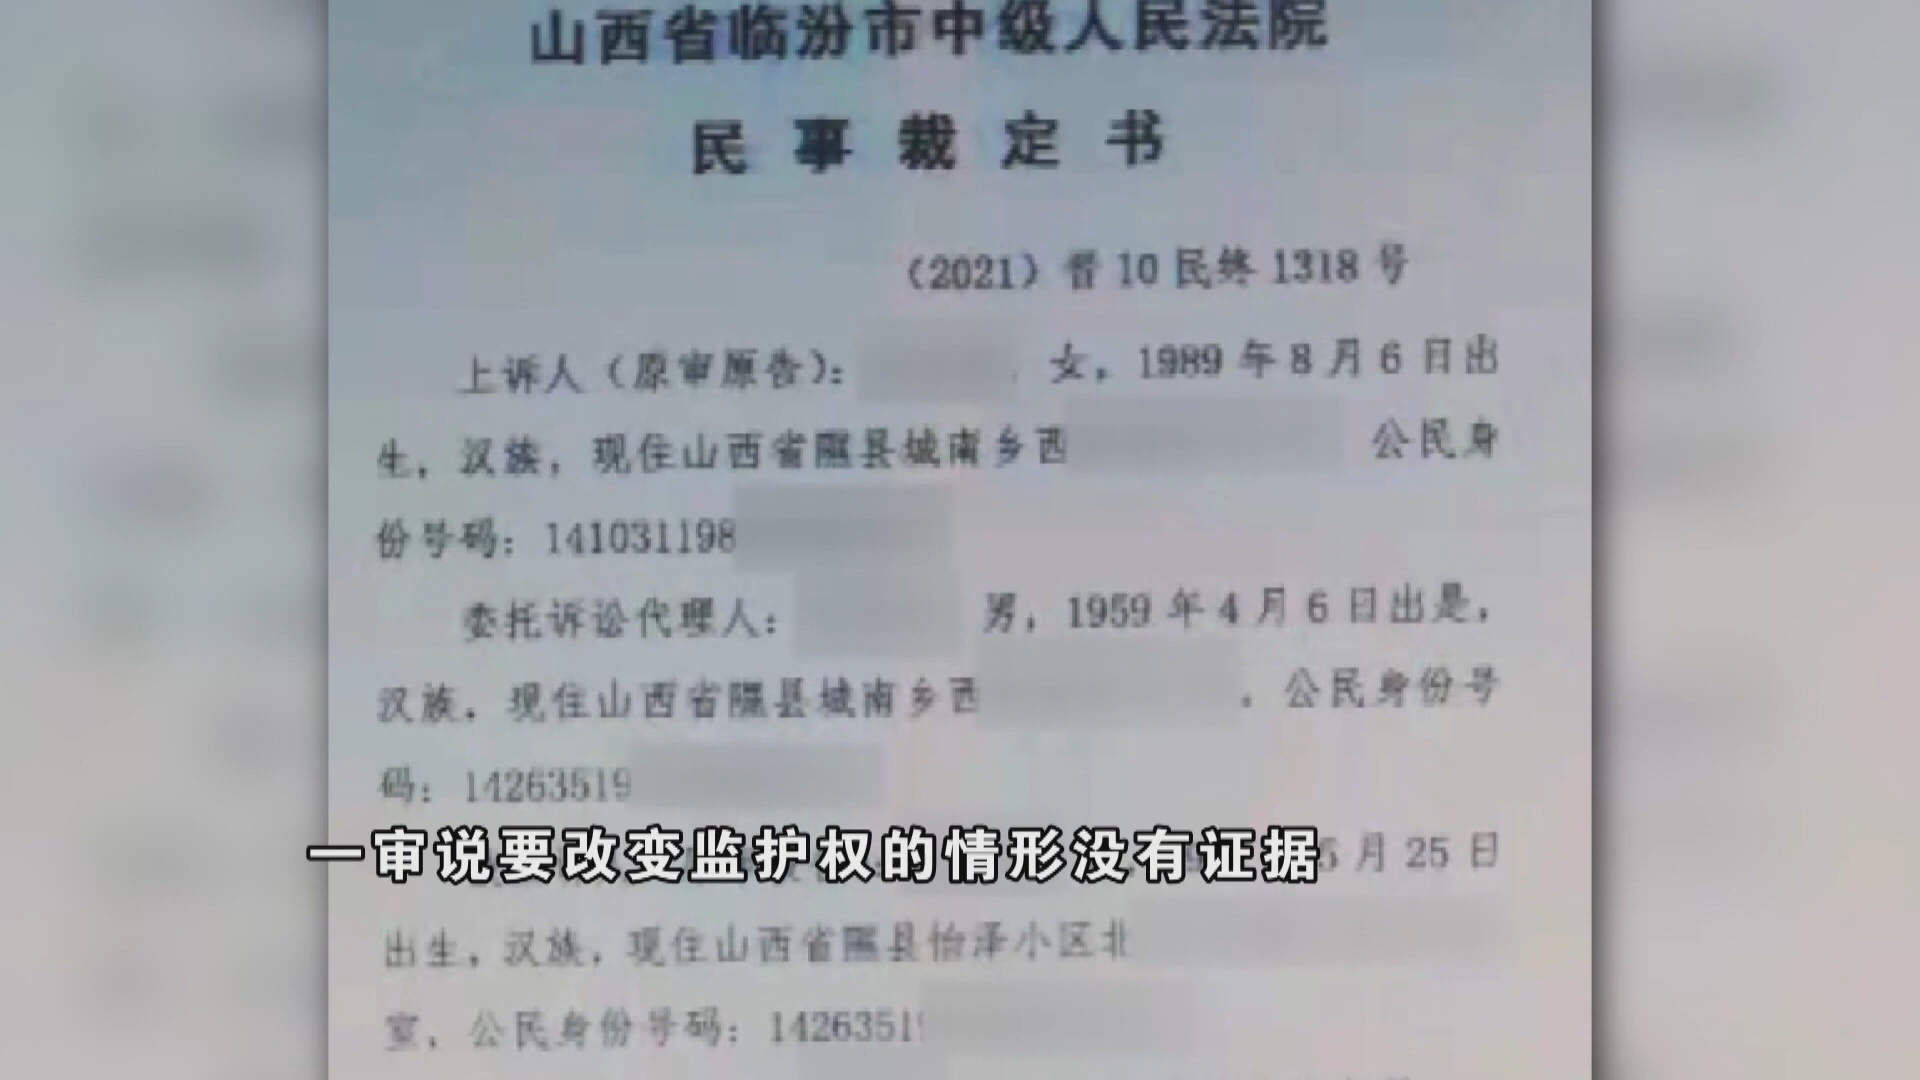 山西省临汾市中级人民法院
民事裁定书
（2021）晋10民终1318号
上诉人（原审原告）： 女，1989年8月6日出
生，汉族，现住山西省隰县城南乡西 公民身
份号码：141031198
委托诉讼代理人： 男，1959年4月6日出是，
汉族，现住山西省隰县城南乡西 ，公民身份号
码：14263519
一审说要改变监护权的情形没有证据
5月25日
出生，汉族，现住山西省隰县怡泽小区北
室，公民身份号码：1426351